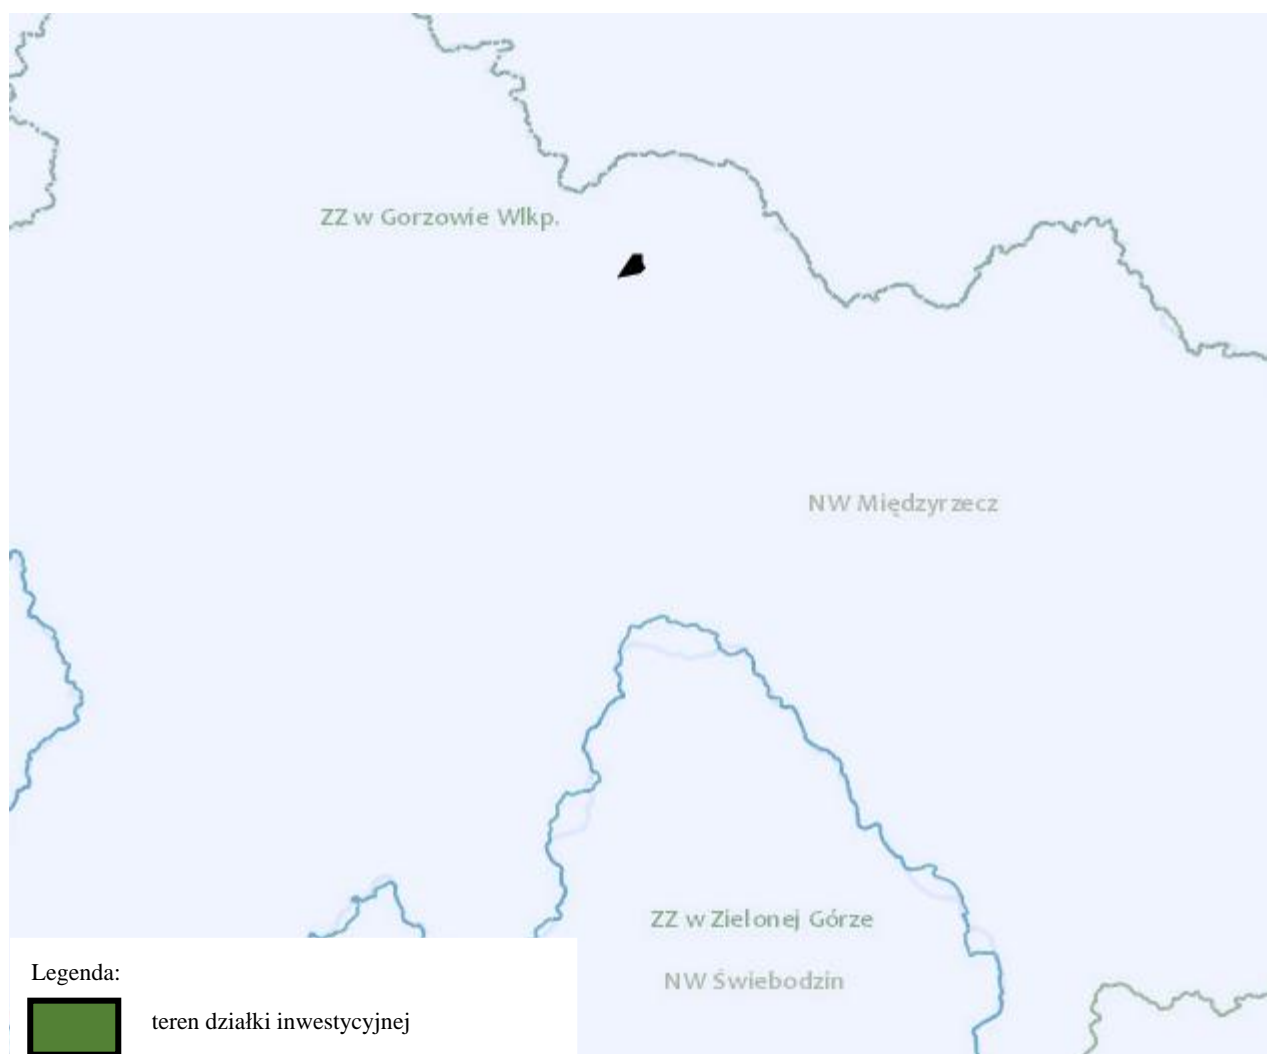 ZZ w Gorzowie Wlkp.
NW Międzyrzecz
ZZ w Zielonej Górze
NW Świebodzin
Legenda:
teren działki inwestycyjnej